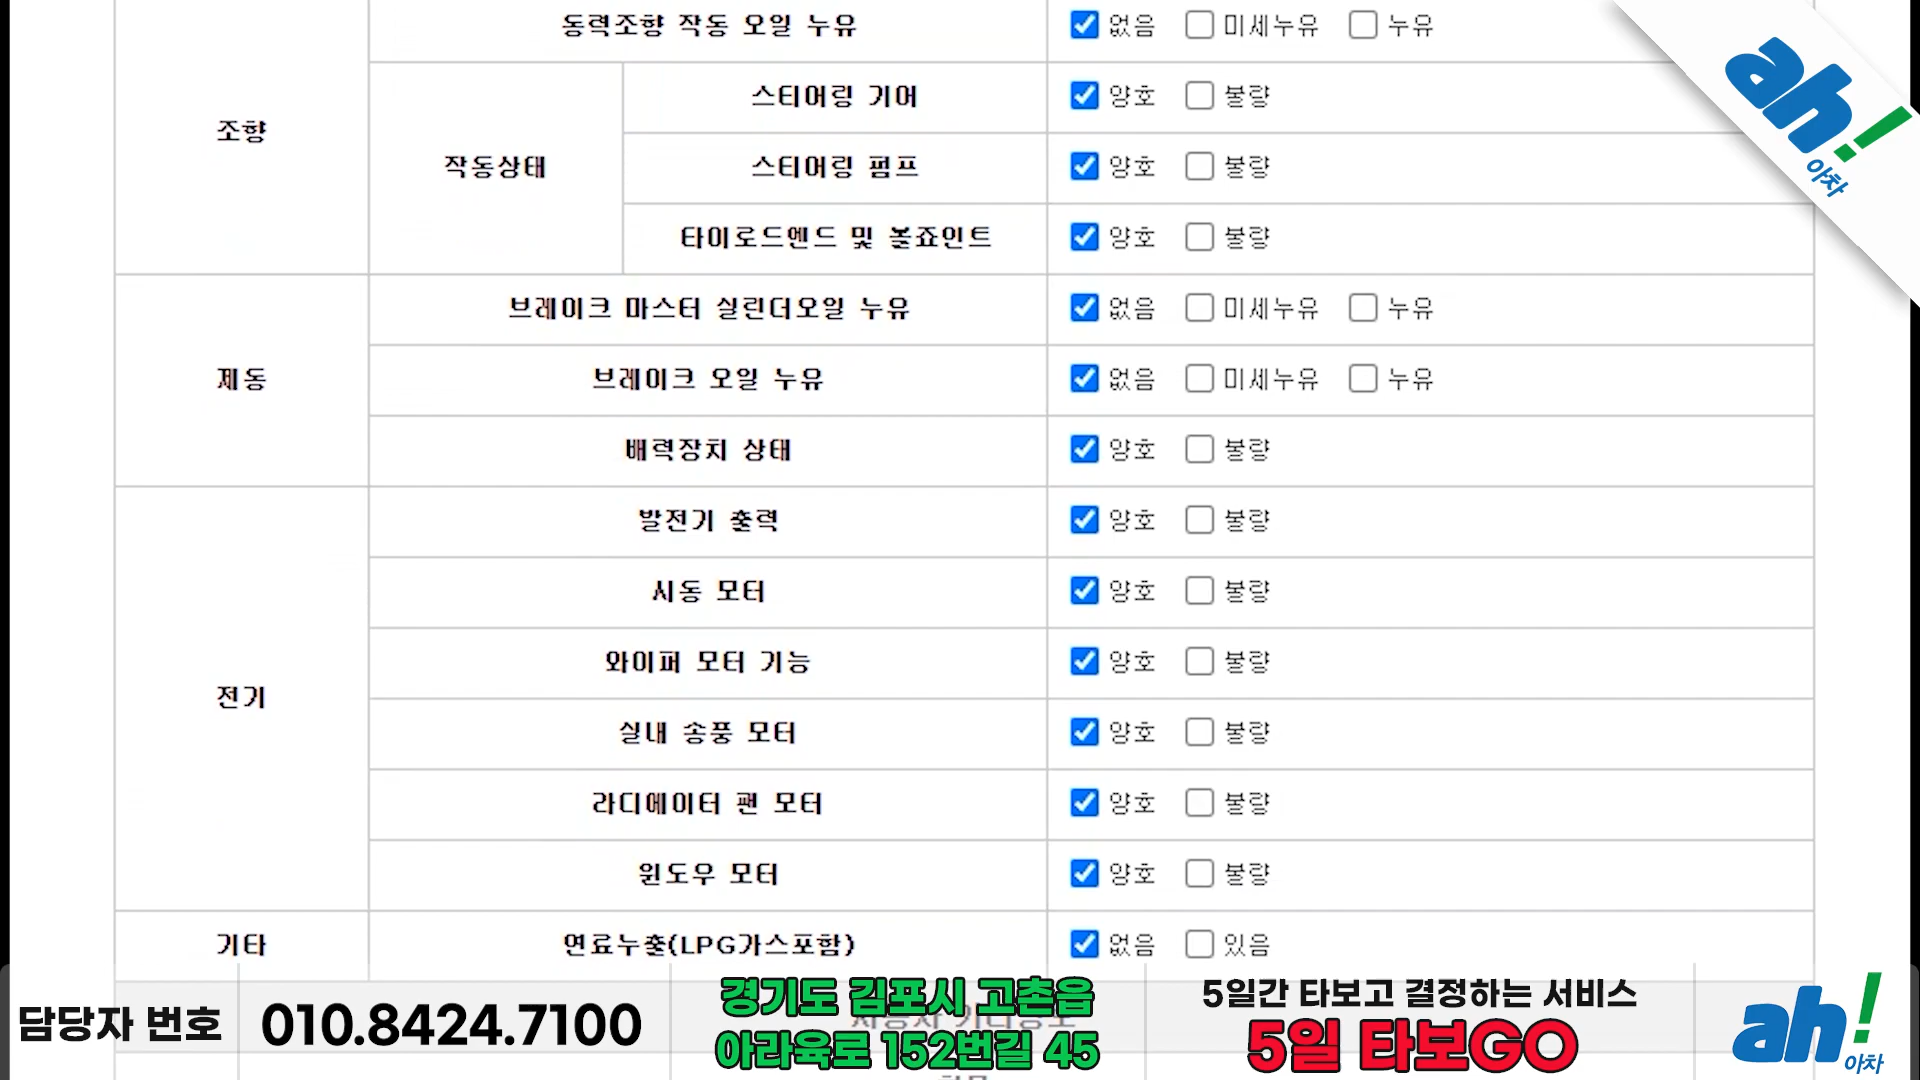 동력조향 작동 오일 누유 없음 미세누유 누유
조향
작동상태
스티어링 기어 양호 불량
스티어링 펌프 양호 불량
타이로드엔드 및 볼죠인트 양호 불량
제동
브레이크 마스터 실린더오일 누유 없음 미세누유 누유
브레이크 오일 누유 없음 미세누유 누유
배력장치 상태 양호 불량
전기
발전기 출력 양호 불량
시동 모터 양호 불량
와이퍼 모터 기능 양호 불량
실내 송풍 모터 양호 불량
라디에이터 팬 모터 양호 불량
윈도우 모터 양호 불량
기타
연료누출(LPG가스포함) 없음 있음
ah!
아차
담당자 번호
010.8424.7100
경기도 김포시 고촌읍
아라육로 152번길 45
5일간 타보고 결정하는 서비스
5일 타보GO
ah!
아차